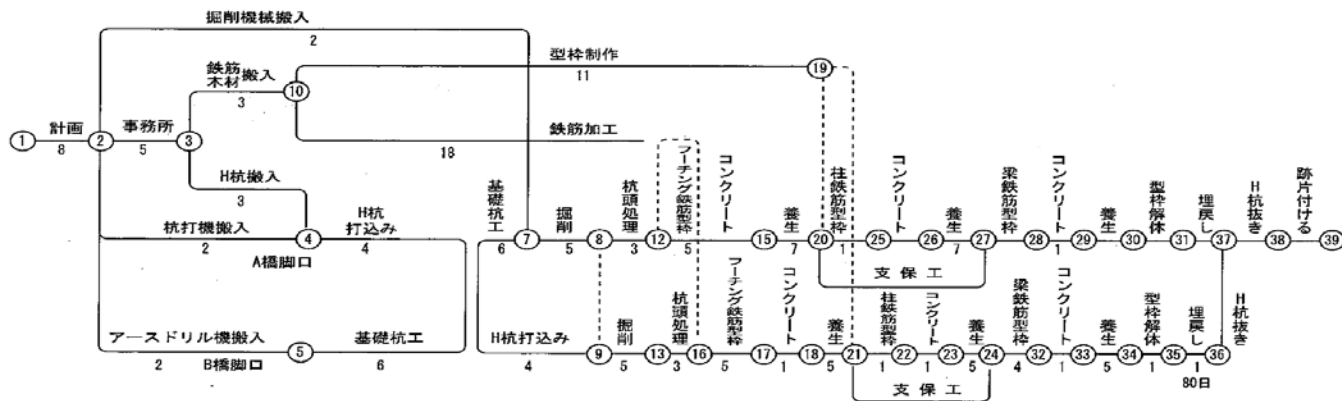 掘削機械搬入
2
型枠制作
11
19
鉄筋
木材
搬入
3
10
計画
8
1
2
事務所
5
3
鉄筋加工
18
H杭搬入
3
杭打機搬入
2
4
H杭
打込み
4
A橋脚口
アースドリル機搬入
2
B橋脚口
5
基礎杭工
6
基礎杭工
6
7
掘削
5
8
杭頭処理
3
12
フーチング鉄筋型枠
5
コンクリート
15
養生
7
20
柱鉄筋型枠
1
25
コンクリート
26
養生
7
27
梁鉄筋型枠
28
コンクリート
1
29
養生
30
型枠解体
31
埋戻し
37
H杭抜き
38
跡片付ける
39
支保工
H杭打込み
4
9
掘削
5
13
杭頭処理
3
16
フーチング鉄筋型枠
5
17
コンクリート
1
18
養生
5
21
柱鉄筋型枠
1
22
コンクリート
1
23
養生
5
24
梁鉄筋型枠
4
32
コンクリート
1
33
養生
5
34
型枠解体
1
35
埋戻し
1
36
H杭抜き
80日
支保工